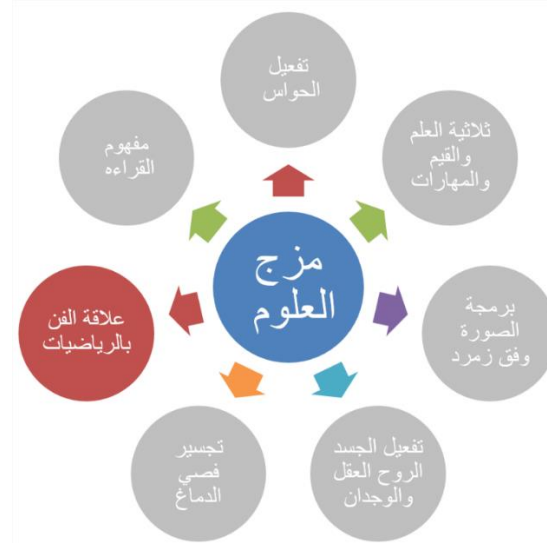 تفعيل
الحواس
ثلاثية العلم
والقيم
والمهارات
برمجة
الصورة
وفق زمرد
تفعيل الجسد
الروح العقل
والوجدان
تجسير
فصي
الدماغ
علاقة الفن
بالرياضيات
مفهوم
القراءه
مزج
العلوم